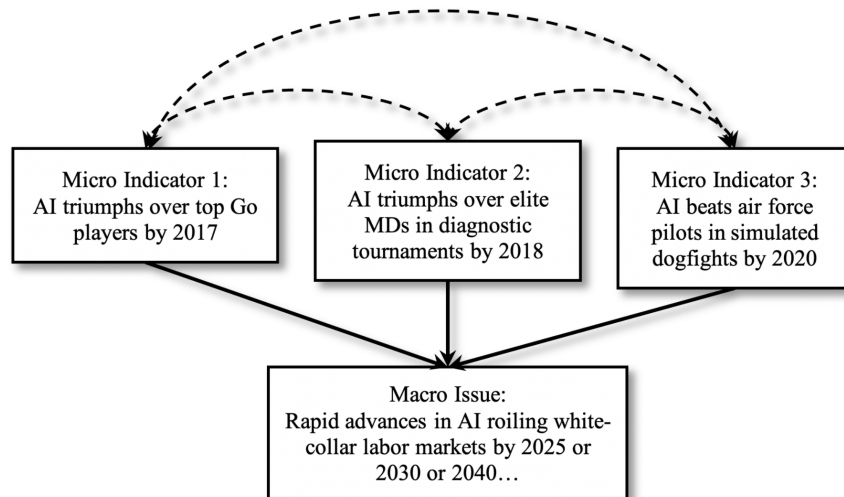 Micro Indicator 1:
AI triumphs over top Go
players by 2017
Micro Indicator 2:
AI triumphs over elite
MDs in diagnostic
tournaments by 2018
Micro Indicator 3:
AI beats air force
pilots in simulated
dogfights by 2020
Macro Issue:
Rapid advances in AI roiling white-
collar labor markets by 2025 or
2030 or 2040…